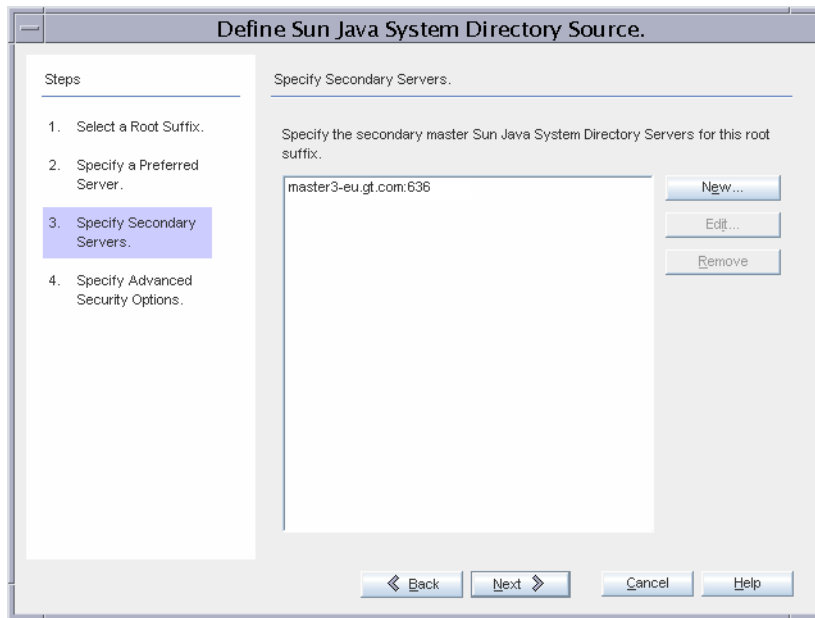 Define Sun Java System Directory Source.
Steps
1. Select a Root Suffix.
2. Specify a Preferred
Server.
3. Specify Secondary
Servers.
4. Specify Advanced
Security Options.
Specify Secondary Servers.
Specify the secondary master Sun Java System Directory Servers for this root
suffix.
master3-eu.gt.com:636
New...
Edit...
Remove
Back
Next
Cancel
Help